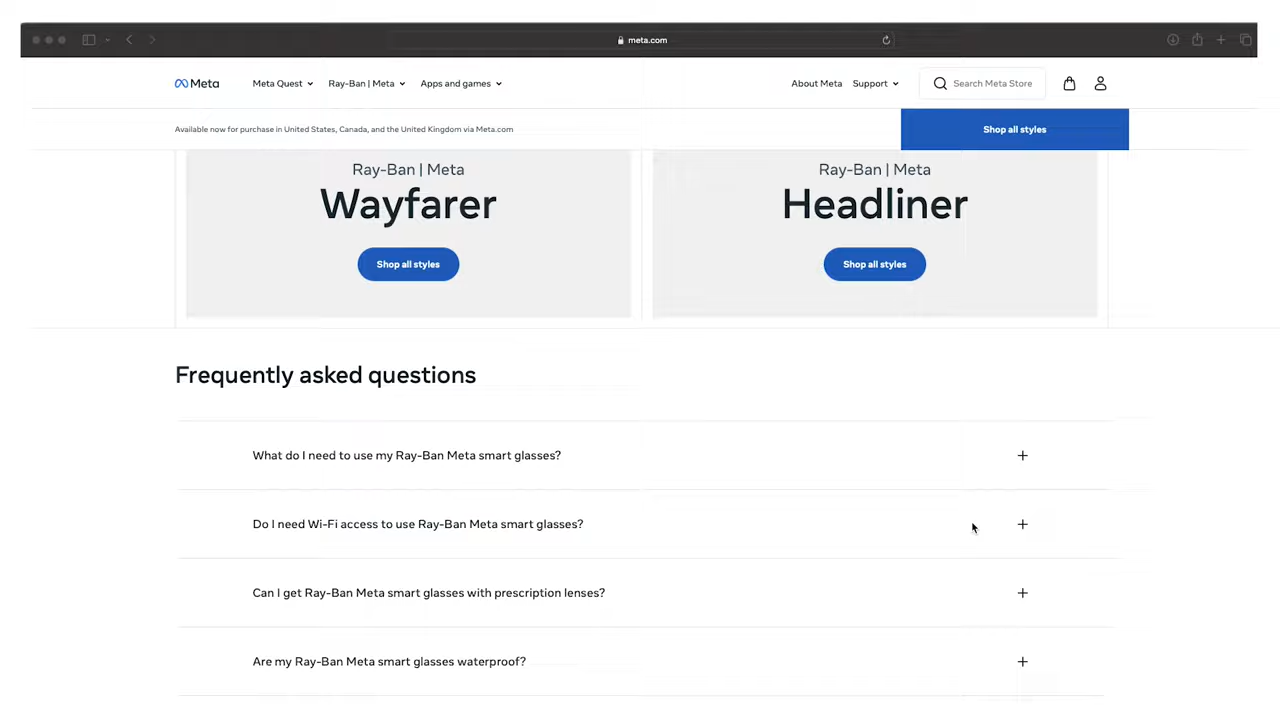 meta.com
Meta
Meta Quest
Ray-Ban | Meta
Apps and games
About Meta
Support
Search Meta Store
Available now for purchase in United States, Canada, and the United Kingdom via Meta.com
Shop all styles
Ray-Ban | Meta
Wayfarer
Shop all styles
Ray-Ban | Meta
Headliner
Shop all styles
Frequently asked questions
What do I need to use my Ray-Ban Meta smart glasses?
Do I need Wi-Fi access to use Ray-Ban Meta smart glasses?
Can I get Ray-Ban Meta smart glasses with prescription lenses?
Are my Ray-Ban Meta smart glasses waterproof?